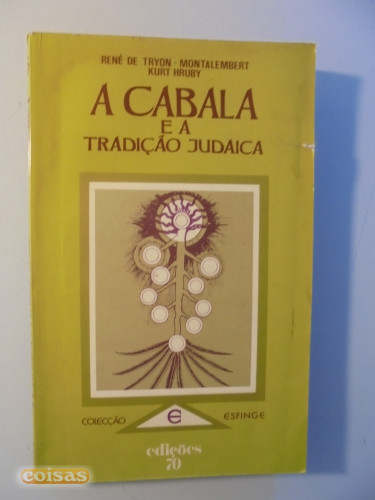 RENÉ DE TRYON - MONTALEMBERT
KURT HRUBY
A CABALA
E A
TRADIÇÃO JUDAICA
COLECÇÃO E ESFINGE
edições
70
coisas